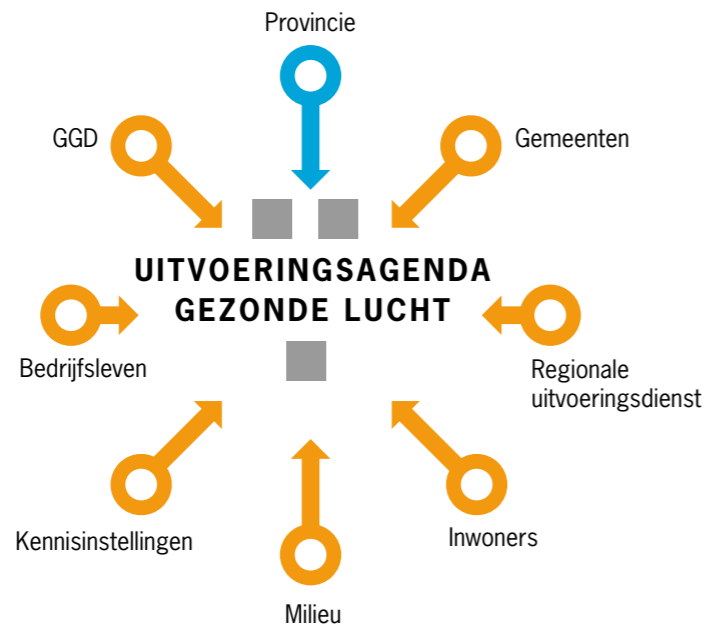 Provincie
GGD
Gemeenten
UITVOERINGSAGENDA
GEZONDE LUCHT
Bedrijfsleven
Regionale
uitvoeringsdienst
Kennisinstellingen
Inwoners
Milieu